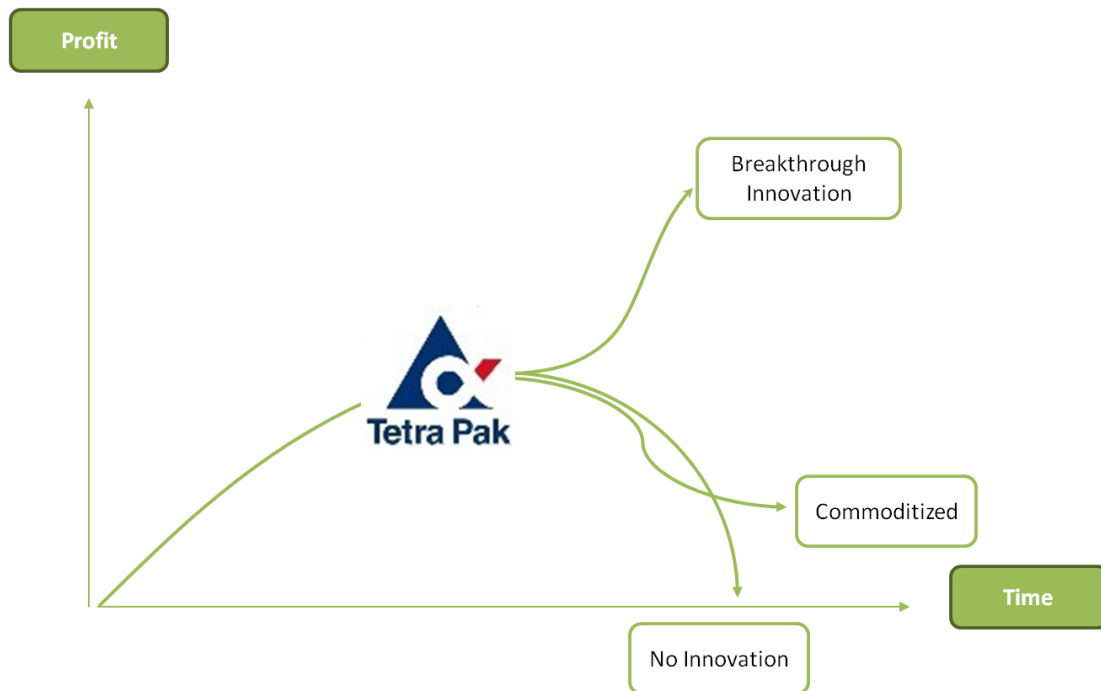 Profit
Breakthrough
Innovation
Tetra Pak
Commoditized
Time
No Innovation